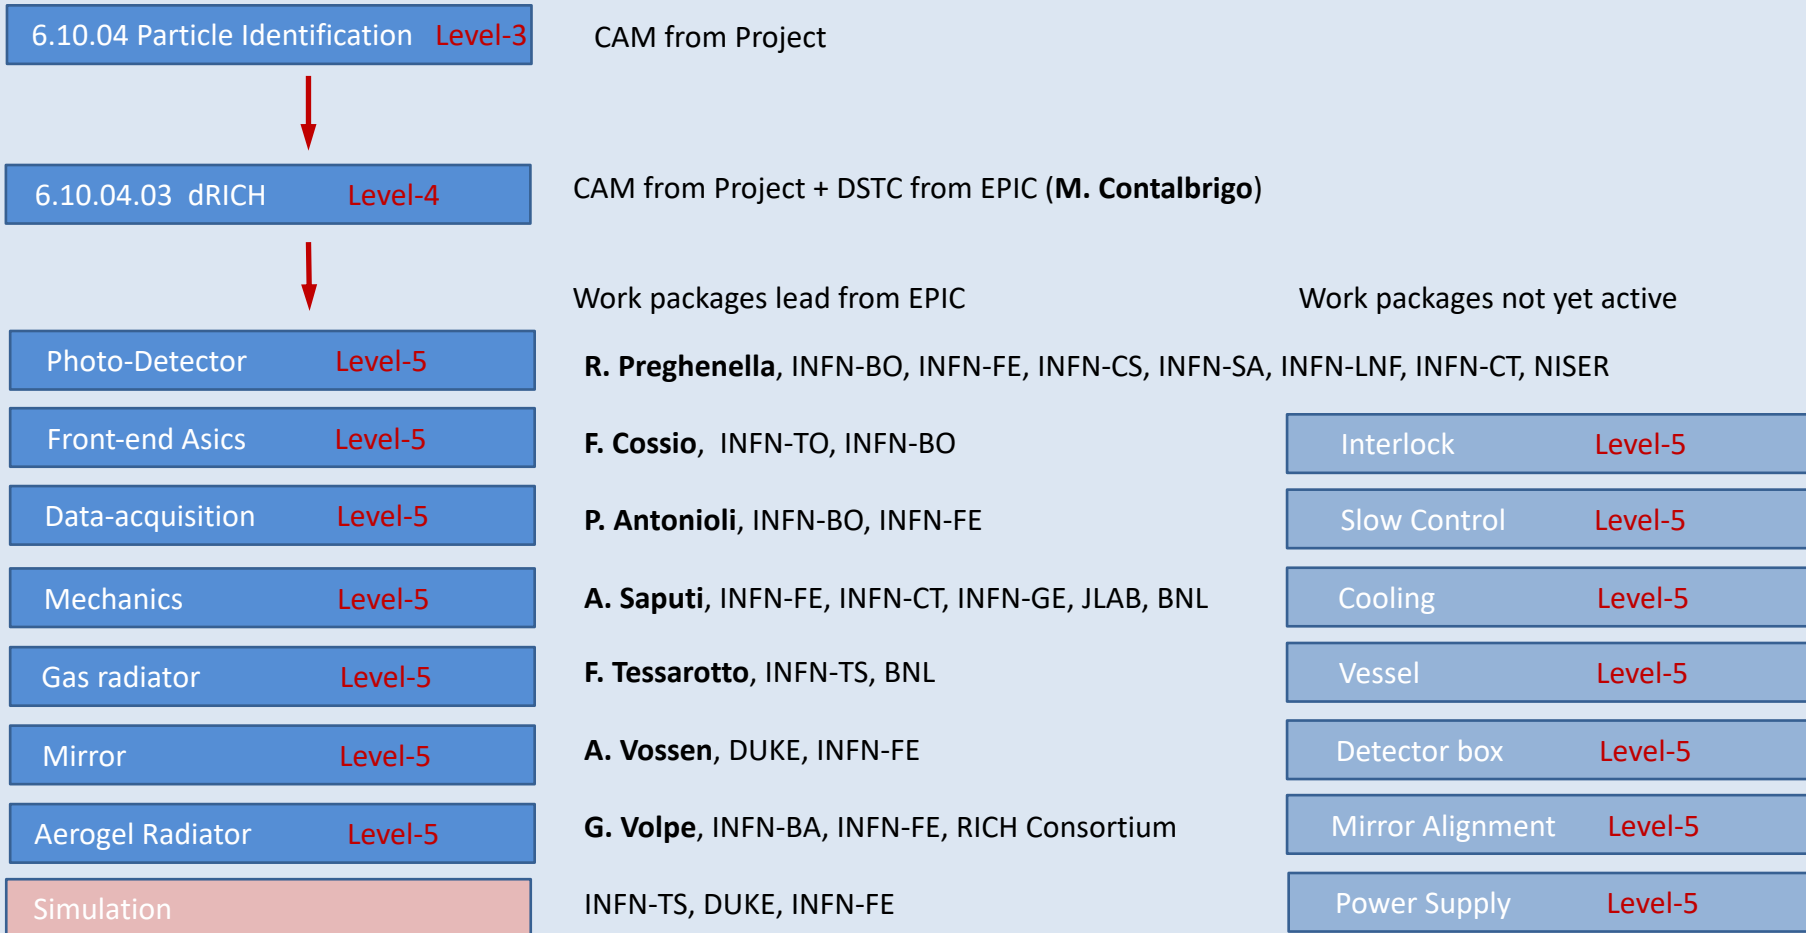 6.10.04 Particle Identification Level-3 CAM from Project
6.10.04.03 dRICH Level-4 CAM from Project + DSTC from EPIC (M. Contalbrigo)
Work packages lead from EPIC Work packages not yet active
Photo-Detector Level-5 R. Preghenella, INFN-BO, INFN-FE, INFN-CS, INFN-SA, INFN-LNF, INFN-CT, NISER
Front-end Asics Level-5 F. Cossio, INFN-TO, INFN-BO Interlock Level-5
Data-acquisition Level-5 P. Antonioli, INFN-BO, INFN-FE Slow Control Level-5
Mechanics Level-5 A. Saputi, INFN-FE, INFN-CT, INFN-GE, JLAB, BNL Cooling Level-5
Gas radiator Level-5 F. Tessarotto, INFN-TS, BNL Vessel Level-5
Mirror Level-5 A. Vossen, DUKE, INFN-FE Detector box Level-5
Aerogel Radiator Level-5 G. Volpe, INFN-BA, INFN-FE, RICH Consortium Mirror Alignment Level-5
Simulation INFN-TS, DUKE, INFN-FE Power Supply Level-5